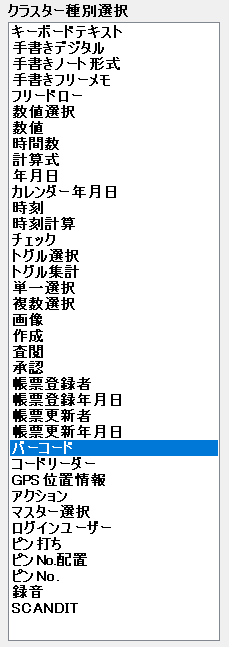 クラスター種別選択
キーボードテキスト
手書きデジタル
手書きノート形式
手書きフリーメモ
フリードロー
数値選択
数値
時間数
計算式
年月日
カレンダー年月日
時刻
時刻計算
チェック
トグル選択
トグル集計
単一選択
複数選択
画像
作成
査閲
承認
帳票登録者
帳票登録年月日
帳票更新者
帳票更新年月日
バーコード
コードリーダー
GPS位置情報
アクション
マスター選択
ログインユーザー
ピン打ち
ピンNo.配置
ピンNo.
録音
SCANDIT